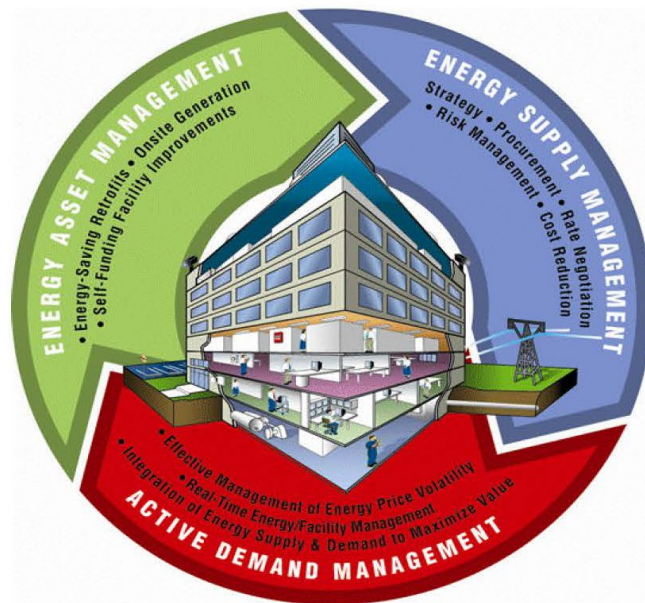 ENERGY ASSET MANAGEMENT
• Energy-Saving Retrofits • Onsite Generation
• Self-Funding Facility Improvements
ENERGY SUPPLY MANAGEMENT
Strategy • Procurement • Rate Negotiation
• Risk Management • Cost Reduction
• Effective Management of Energy Price Volatility
• Real-Time Energy/Facility Management
• Integration of Energy Supply & Demand to Maximize Value
ACTIVE DEMAND MANAGEMENT